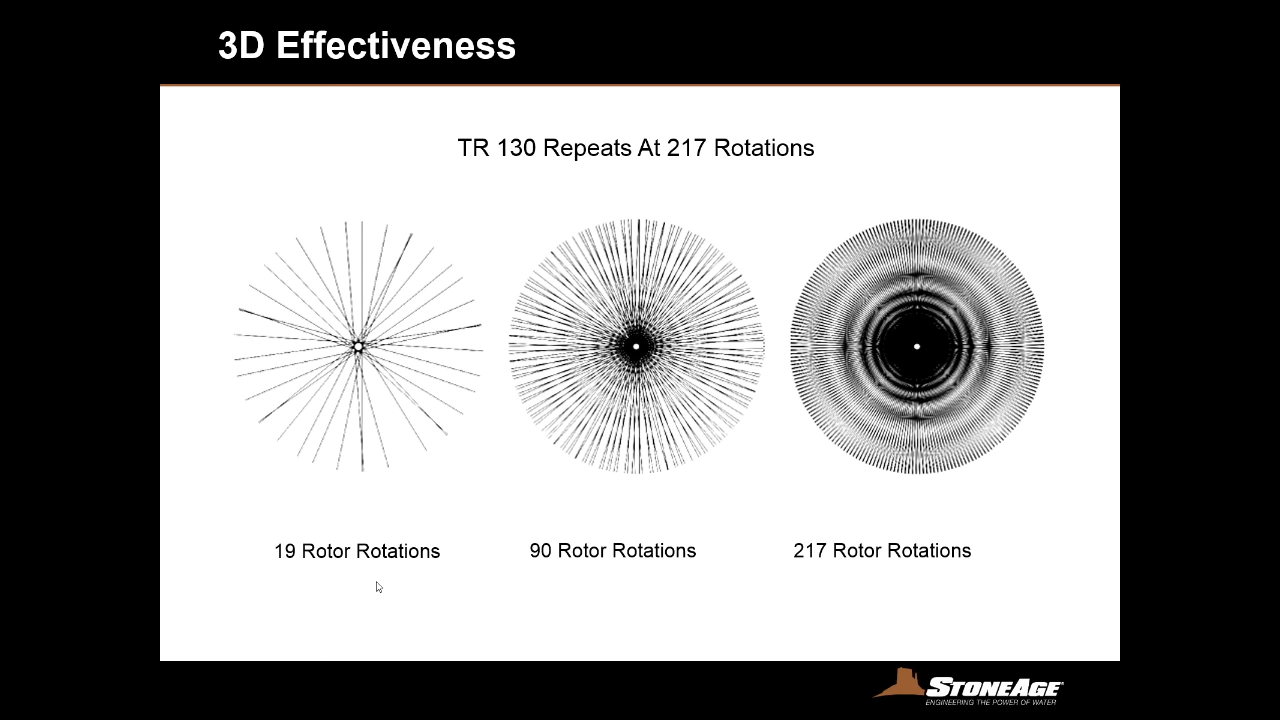 3D Effectiveness
TR 130 Repeats At 217 Rotations
19 Rotor Rotations
90 Rotor Rotations
217 Rotor Rotations
STONEAGE
ENGINEERING THE POWER OF WATER